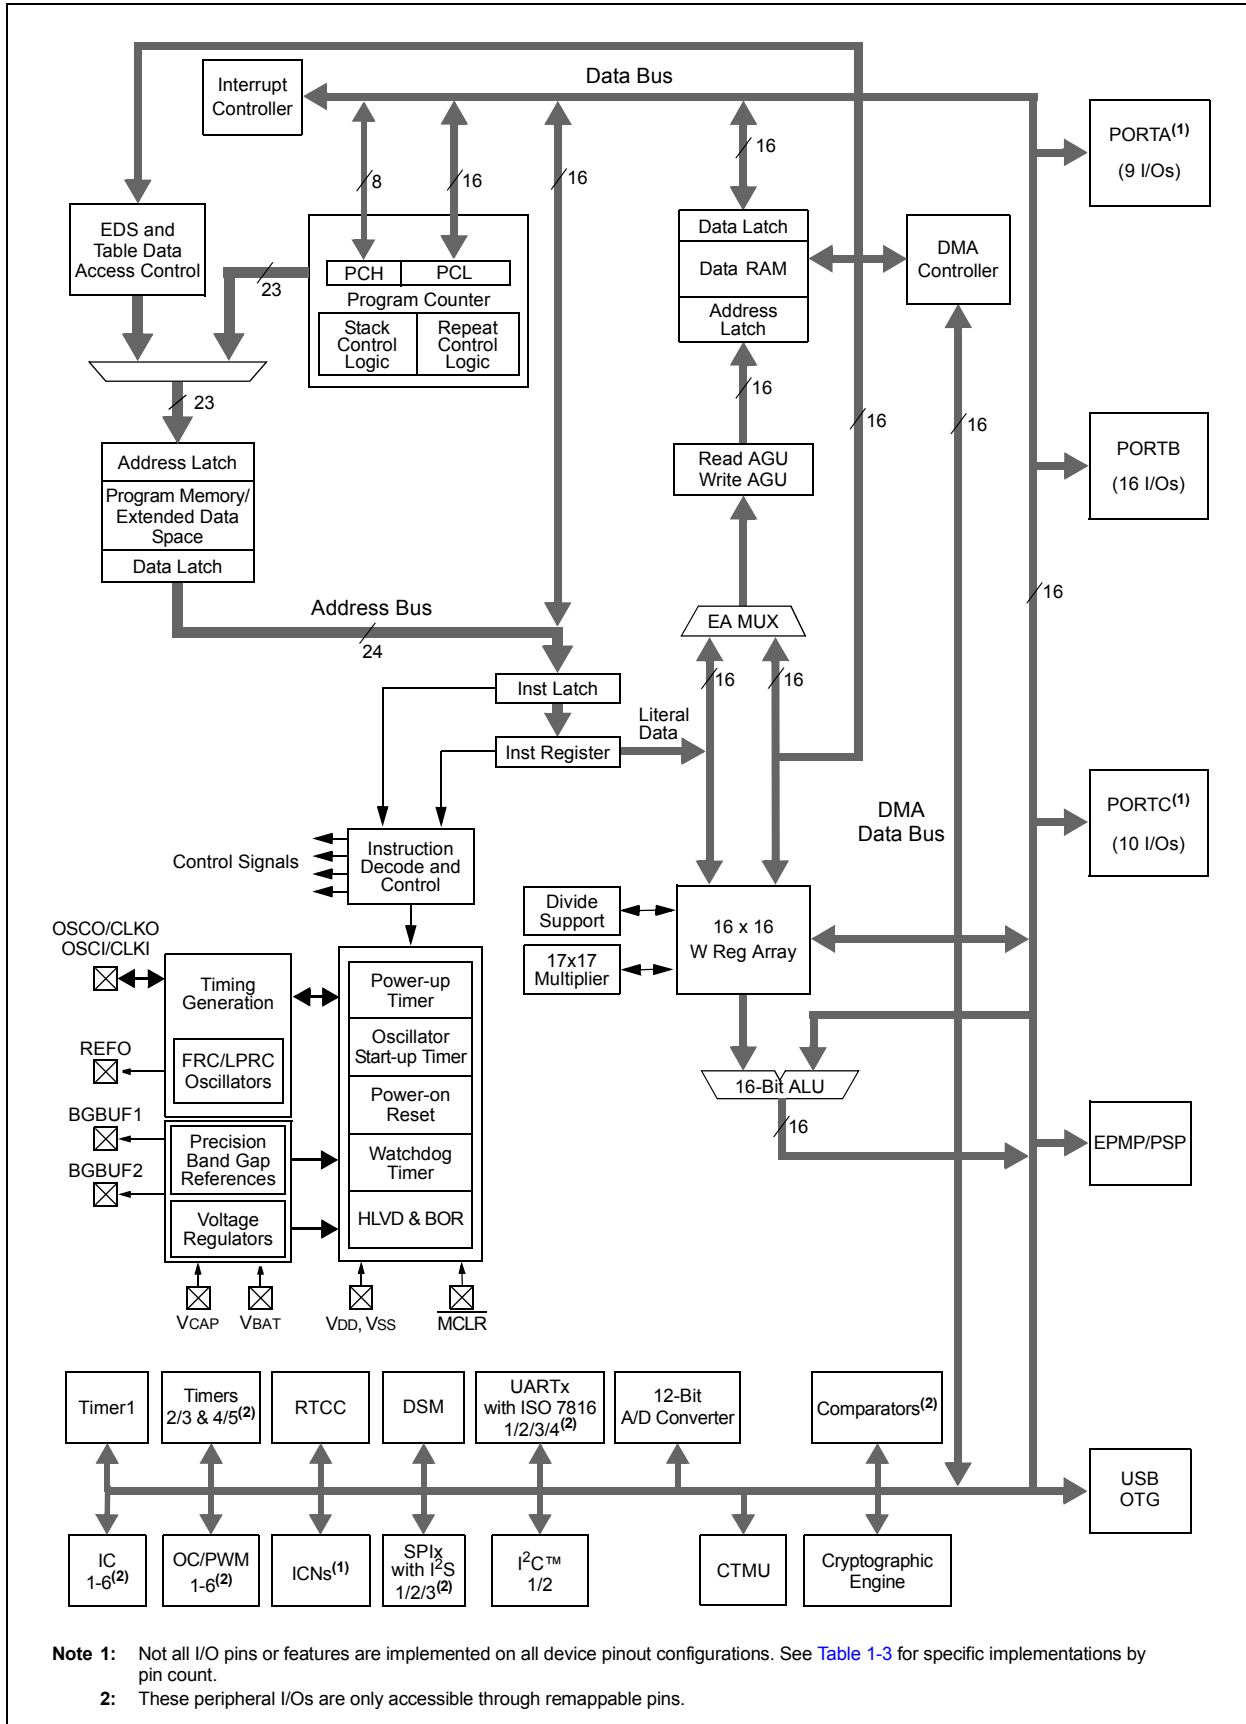 Data Bus
Interrupt
Controller
PORTA(1)
(9 I/Os)
16
8
16
16
EDS and
Table Data
Access Control
Data Latch
Data RAM
Address
Latch
DMA
Controller
PCH
PCL
23
Program Counter
Stack
Control
Logic
Repeat
Control
Logic
23
16
16
16
Address Latch
Program Memory/
Extended Data
Space
Data Latch
Read AGU
Write AGU
PORTB
(16 I/Os)
16
Address Bus
24
EA MUX
16
16
Inst Latch
Literal
Data
Inst Register
DMA
Data Bus
PORTC(1)
(10 I/Os)
Control Signals
Instruction
Decode and
Control
Divide
Support
16 x 16
W Reg Array
17x17
Multiplier
OSCO/CLKO
OSCI/CLKI
Timing
Generation
Power-up
Timer
REFO
FRC/LPRC
Oscillators
Oscillator
Start-up Timer
16-Bit ALU
16
Power-on
Reset
BGBUF1
Precision
Band Gap
References
Watchdog
Timer
EPMP/PSP
BGBUF2
Voltage
Regulators
HLVD & BOR
VCAP
VBAT
VDD, VSS
MCLR
Timer1
Timers
2/3 & 4/5(2)
RTCC
DSM
UARTx
with ISO 7816
1/2/3/4(2)
12-Bit
A/D Converter
Comparators(2)
USB
OTG
IC
1-6(2)
OC/PWM
1-6(2)
ICNs(1)
SPIx
with I2S
1/2/3(2)
I2C™
1/2
CTMU
Cryptographic
Engine
Note 1: Not all I/O pins or features are implemented on all device pinout configurations. See Table 1-3 for specific implementations by
pin count.
2: These peripheral I/Os are only accessible through remappable pins.